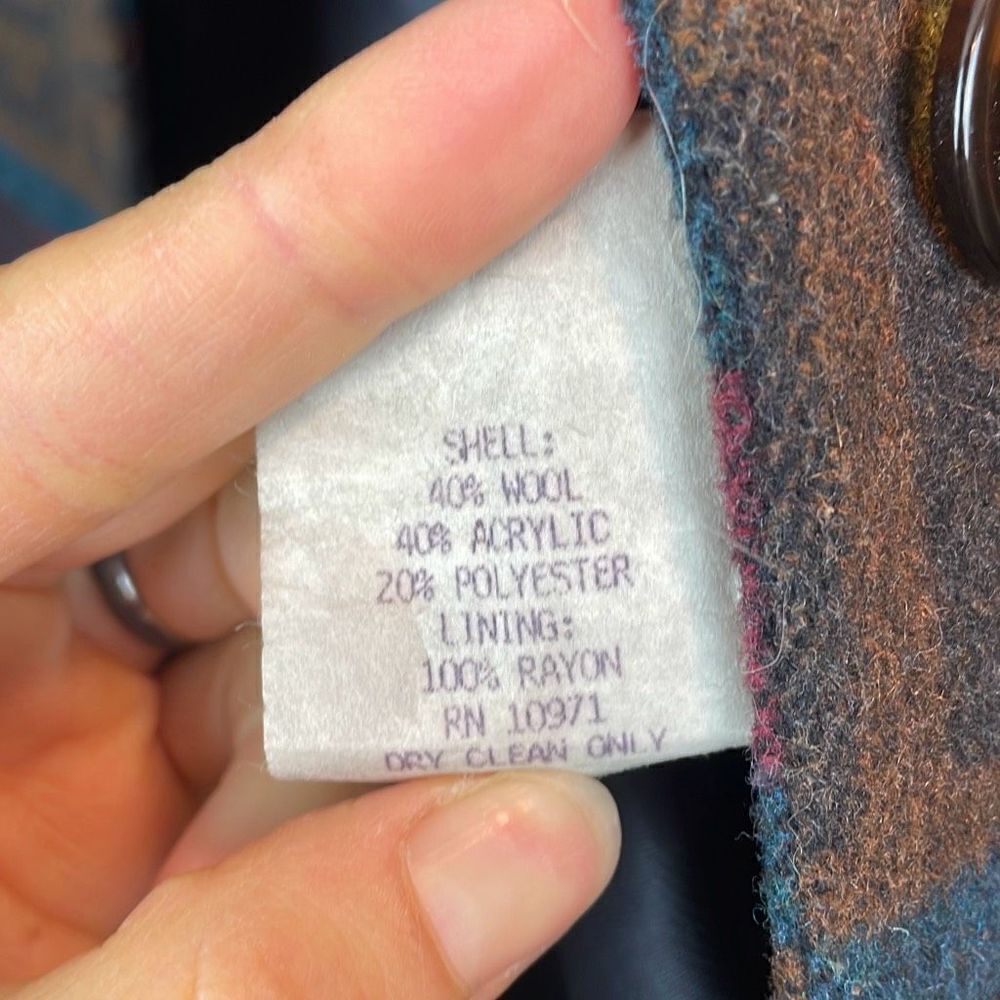 SHELL:
40% WOOL
40% ACRYLIC
20% POLYESTER
LINING:
100% RAYON
RN 10971
DRY CLEAN ONLY